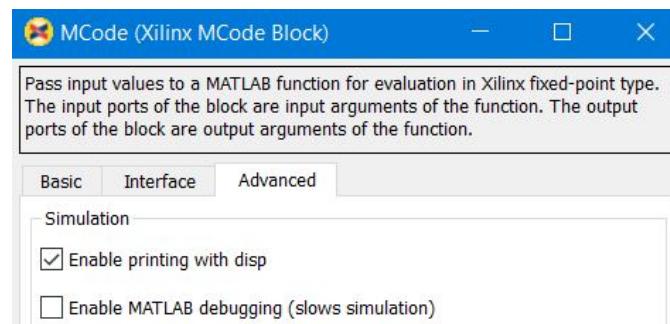 MCode (Xilinx MCode Block)
Pass input values to a MATLAB function for evaluation in Xilinx fixed-point type.
The input ports of the block are input arguments of the function. The output
ports of the block are output arguments of the function.
Basic Interface Advanced
Simulation
Enable printing with disp
Enable MATLAB debugging (slows simulation)